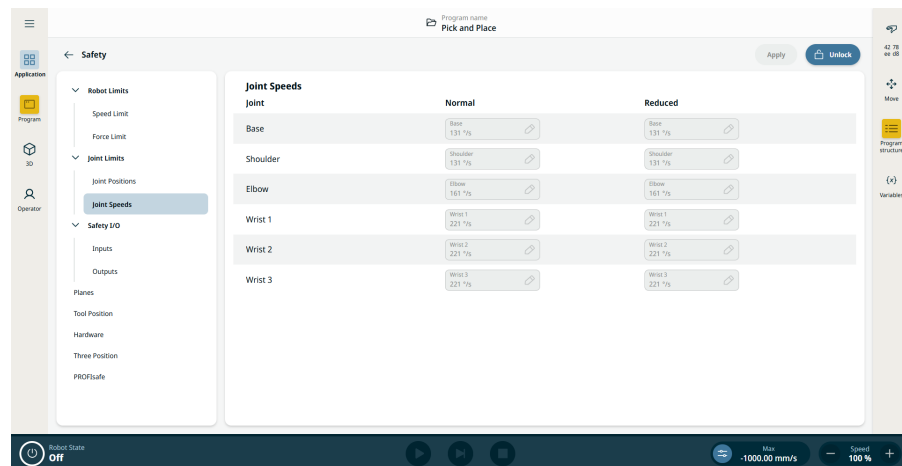 Program name
Pick and Place
Application
Program
3D
Operator
← Safety
Apply
Unlock
Robot Limits
Speed Limit
Force Limit
Joint Limits
Joint Positions
Joint Speeds
Safety I/O
Inputs
Outputs
Planes
Tool Position
Hardware
Three Position
PROFIsafe
Joint Speeds
Joint Normal Reduced
Base Base 131 °/s Base 131 °/s
Shoulder Shoulder 131 °/s Shoulder 131 °/s
Elbow Elbow 161 °/s Elbow 161 °/s
Wrist 1 Wrist 1 221 °/s Wrist 1 221 °/s
Wrist 2 Wrist 2 221 °/s Wrist 2 221 °/s
Wrist 3 Wrist 3 221 °/s Wrist 3 221 °/s
42 78
ee d8
Move
Program
structure
{x}
Variables
Robot State
Off
Max
-1000.00 mm/s
Speed
100 %